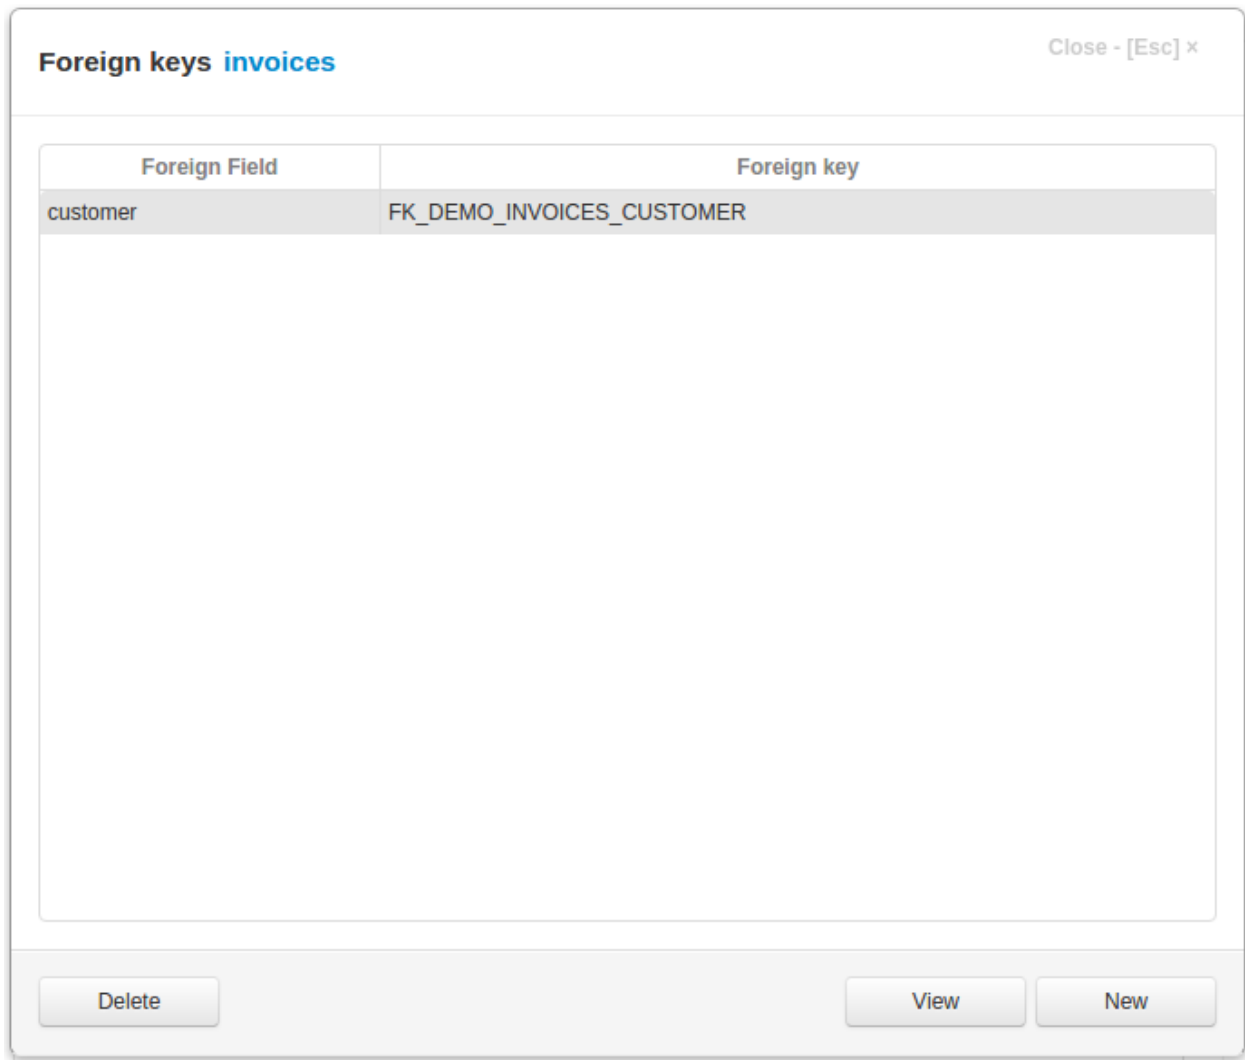 Foreign keys invoices
Close - [Esc] ×
Foreign Field Foreign key
customer FK_DEMO_INVOICES_CUSTOMER
Delete View New